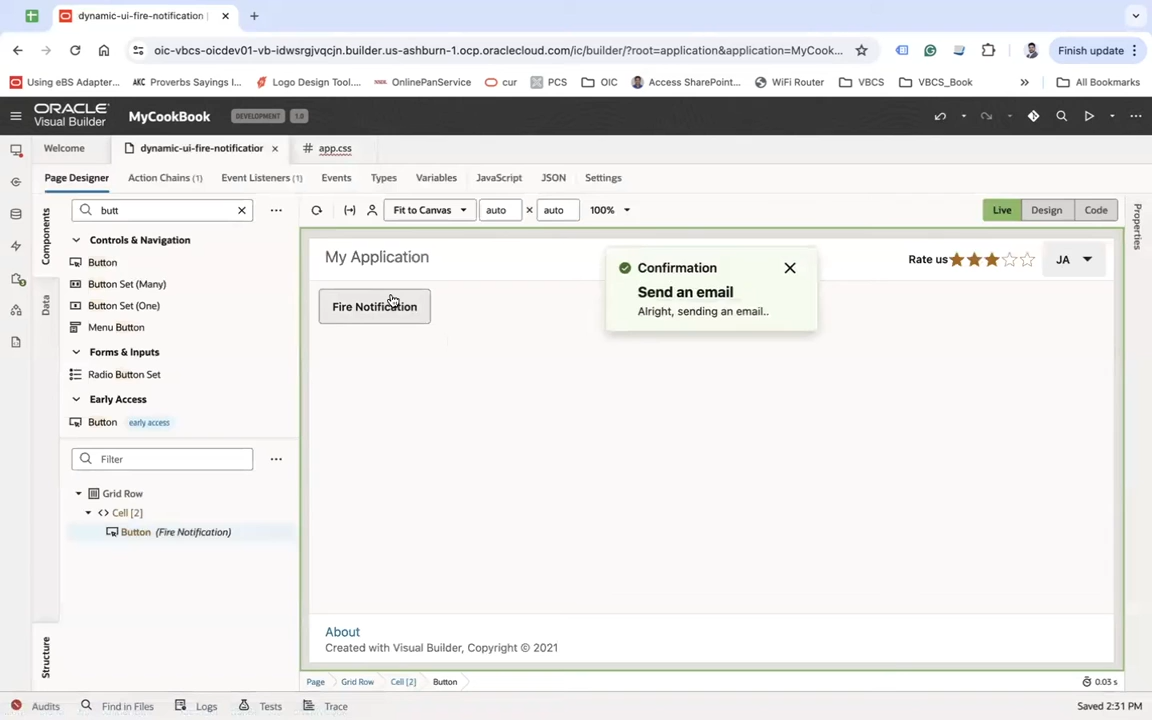 dynamic-ui-fire-notification |
oic-vbcs-oicdev01-vb-idwsrgjvqcjn.builder.us-ashburn-1.ocp.oraclecloud.com/ic/builder/?root=application&application=MyCook...
Finish update
Using eBS Adapter...
AKC Proverbs Sayings I...
Logo Design Tool....
OnlinePanService
cur
PCS
OIC
Access SharePoint...
WiFi Router
VBCS
VBCS_Book
»
All Bookmarks
ORACLE
Visual Builder
MyCookBook
DEVELOPMENT
1.0
Welcome
dynamic-ui-fire-notification
# app.css
Page Designer
Action Chains (1)
Event Listeners (1)
Events
Types
Variables
JavaScript
JSON
Settings
Components
Data
Structure
butt
Fit to Canvas
auto
×
auto
100%
Live
Design
Code
Properties
Controls & Navigation
Button
Button Set (Many)
Button Set (One)
Menu Button
Forms & Inputs
Radio Button Set
Early Access
Button early access
Filter
Grid Row
Cell [2]
Button (Fire Notification)
My Application
Rate us
JA
Fire Notification
Confirmation
Send an email
Alright, sending an email..
About
Created with Visual Builder, Copyright © 2021
Page
Grid Row
Cell [2]
Button
0.03 s
Audits
Find in Files
Logs
Tests
Trace
Saved 2:31 PM